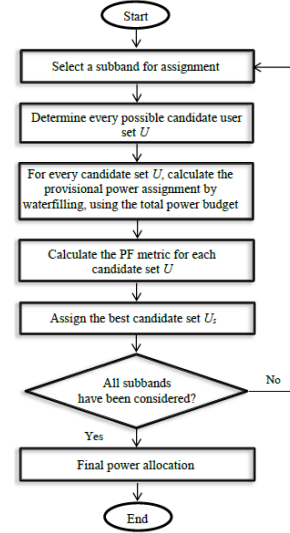 Start
Select a subband for assignment
Determine every possible candidate user
set U
For every candidate set U, calculate the
provisional power assignment by
waterfilling, using the total power budget
Calculate the PF metric for each
candidate set U
Assign the best candidate set Us
All subbands
have been considered?
No
Yes
Final power allocation
End